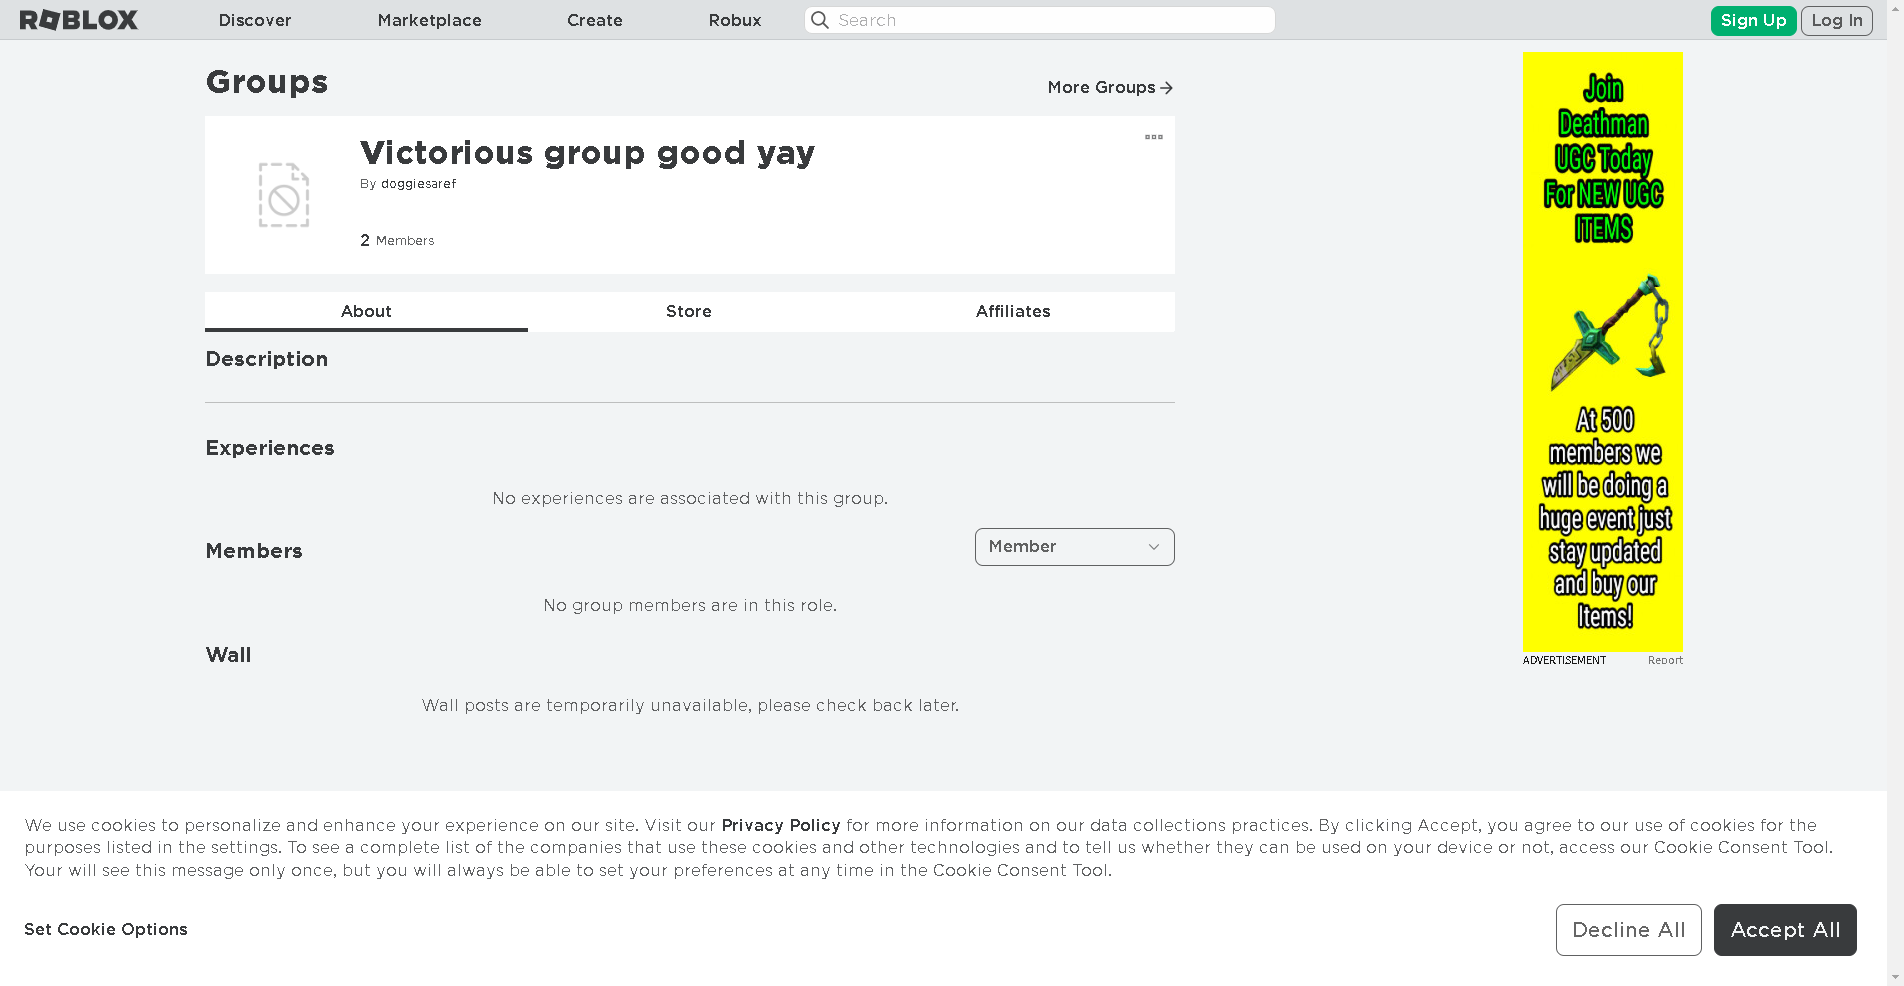 ROBLOX
Discover
Marketplace
Create
Robux
Search
Sign Up
Log In
Groups
More Groups
Victorious group good yay
By doggiesaref
2 Members
About
Store
Affiliates
Description
Experiences
No experiences are associated with this group.
Members
Member
No group members are in this role.
Wall
Wall posts are temporarily unavailable, please check back later.
Join
Deathman
UGC Today
For NEW UGC
ITEMS
At 500
members we
will be doing a
huge event just
stay updated
and buy our
Items!
ADVERTISEMENT
Report
We use cookies to personalize and enhance your experience on our site. Visit our Privacy Policy for more information on our data collections practices. By clicking Accept, you agree to our use of cookies for the
purposes listed in the settings. To see a complete list of the companies that use these cookies and other technologies and to tell us whether they can be used on your device or not, access our Cookie Consent Tool.
Your will see this message only once, but you will always be able to set your preferences at any time in the Cookie Consent Tool.
Set Cookie Options
Decline All
Accept All